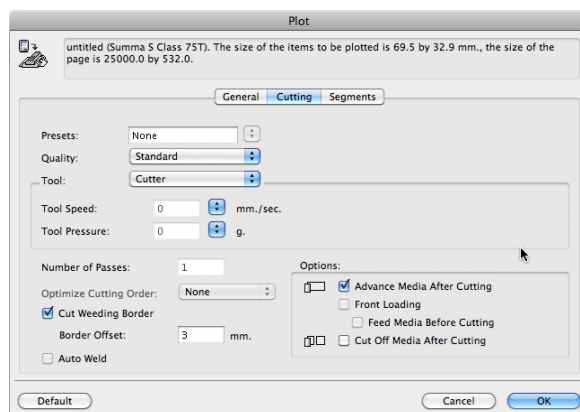 Plot
untitled (Summa S Class 75T). The size of the items to be plotted is 69.5 by 32.9 mm., the size of the
page is 25000.0 by 532.0.
General Cutting Segments
Presets: None
Quality: Standard
Tool: Cutter
Tool Speed: 0 mm./sec.
Tool Pressure: 0 g.
Number of Passes: 1
Optimize Cutting Order: None
Cut Weeding Border
Border Offset: 3 mm.
Auto Weld
Options:
Advance Media After Cutting
Front Loading
Feed Media Before Cutting
Cut Off Media After Cutting
Default Cancel OK